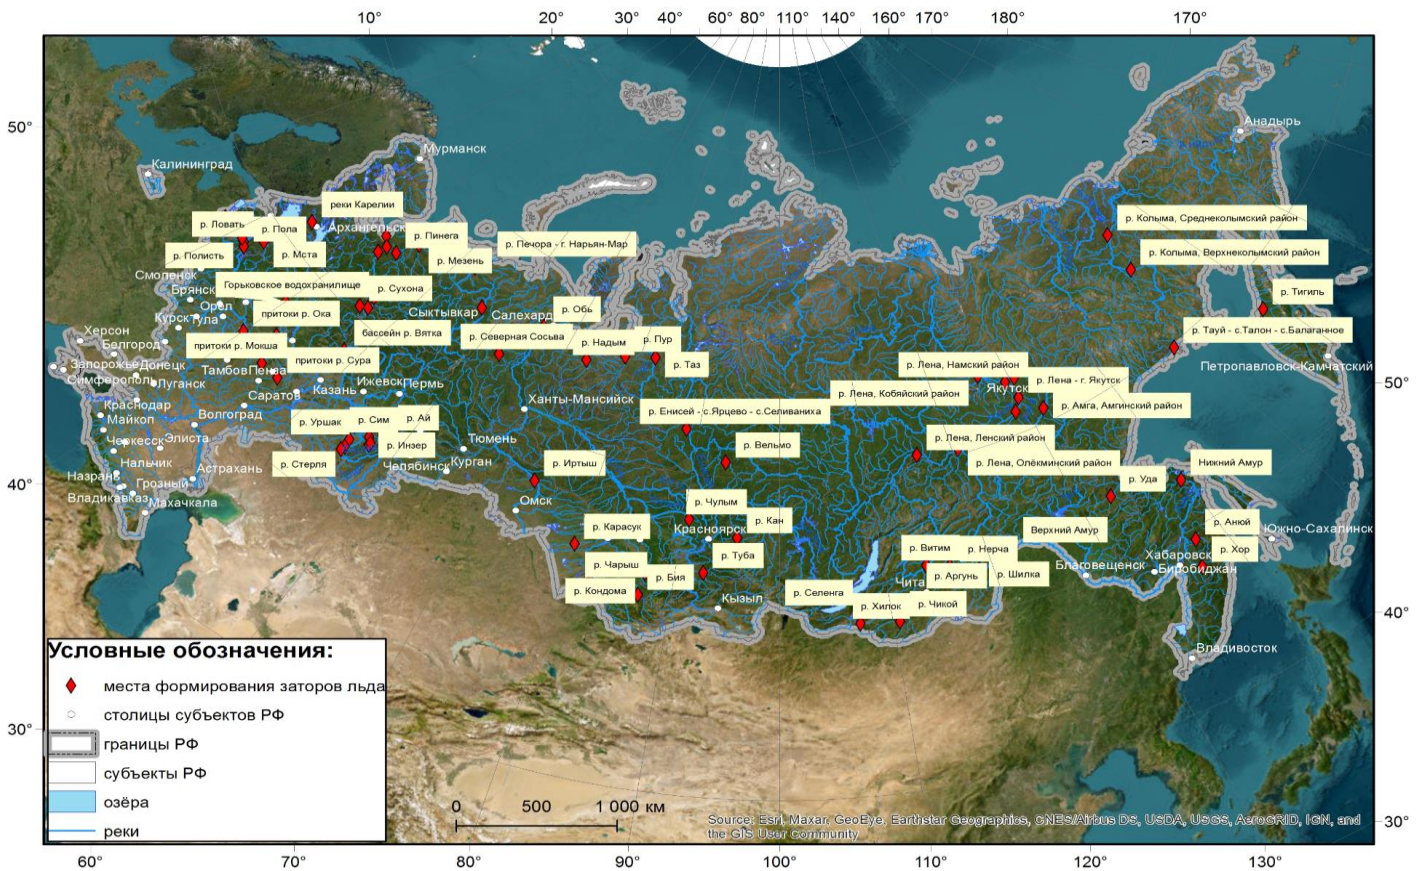 10°
20°
30°
40°
60°
80°
110°
140°
160°
170°
180°
170°
50°
40°
30°
50°
40°
30°
Анадырь
Мурманск
Калининград
реки Карелии
р. Ловать
р. Пола
Архангельск
р. Пинега
р. Колыма, Среднеколымский район
р. Полисть
р. Мста
р. Мезень
р. Печора - г. Нарьян-Мар
р. Колыма, Верхнеколымский район
Смоленск
Горьковское водохранилище
р. Сухона
р. Тигиль
Брянск
Орёл
Курск
Тула
притоки р. Ока
Сыктывкар
Салехард
р. Обь
Херсон
Белгород
притоки р. Мокша
бассейн р. Вятка
р. Северная Сосьва
р. Надым
р. Пур
р. Тауй - с.Талон - с.Балаганное
Запорожье
Донецк
Тамбов
Пенза
притоки р. Сура
р. Таз
р. Лена, Намский район
Петропавловск-Камчатский
Симферополь
Луганск
Казань
Ижевск
Пермь
Якутск
р. Лена - г. Якутск
Саратов
Ханты-Мансийск
р. Лена, Кобяйский район
Краснодар
Волгоград
р. Енисей - с.Ярцево - с.Селиваниха
р. Амга, Амгинский район
Майкоп
р. Уршак
р. Сим
р. Ай
Черкесск
Элиста
р. Инзер
Тюмень
р. Вельмо
р. Лена, Ленский район
Нальчик
Астрахань
р. Стерля
Челябинск
Курган
р. Иртыш
р. Лена, Олёкминский район
Нижний Амур
Назрань
Грозный
р. Уда
Владикавказ
Махачкала
Омск
р. Чулым
р. Карасук
Красноярск
р. Кан
Верхний Амур
р. Анюй
Южно-Сахалинск
р. Чарыш
р. Туба
р. Витим
р. Нерча
Хабаровск
р. Хор
р. Бия
Чита
р. Аргунь
р. Шилка
Благовещенск
Биробиджан
р. Кондома
Кызыл
р. Селенга
р. Хилок
р. Чикой
Владивосток
Условные обозначения:
места формирования заторов льда
столицы субъектов РФ
границы РФ
субъекты РФ
озёра
реки
0 500 1 000 км
Source: Esri, Maxar, GeoEye, Earthstar Geographics, CNES/Airbus DS, USDA, USGS, AeroGRID, IGN, and
the GIS User Community
60°
70°
80°
90°
100°
110°
120°
130°